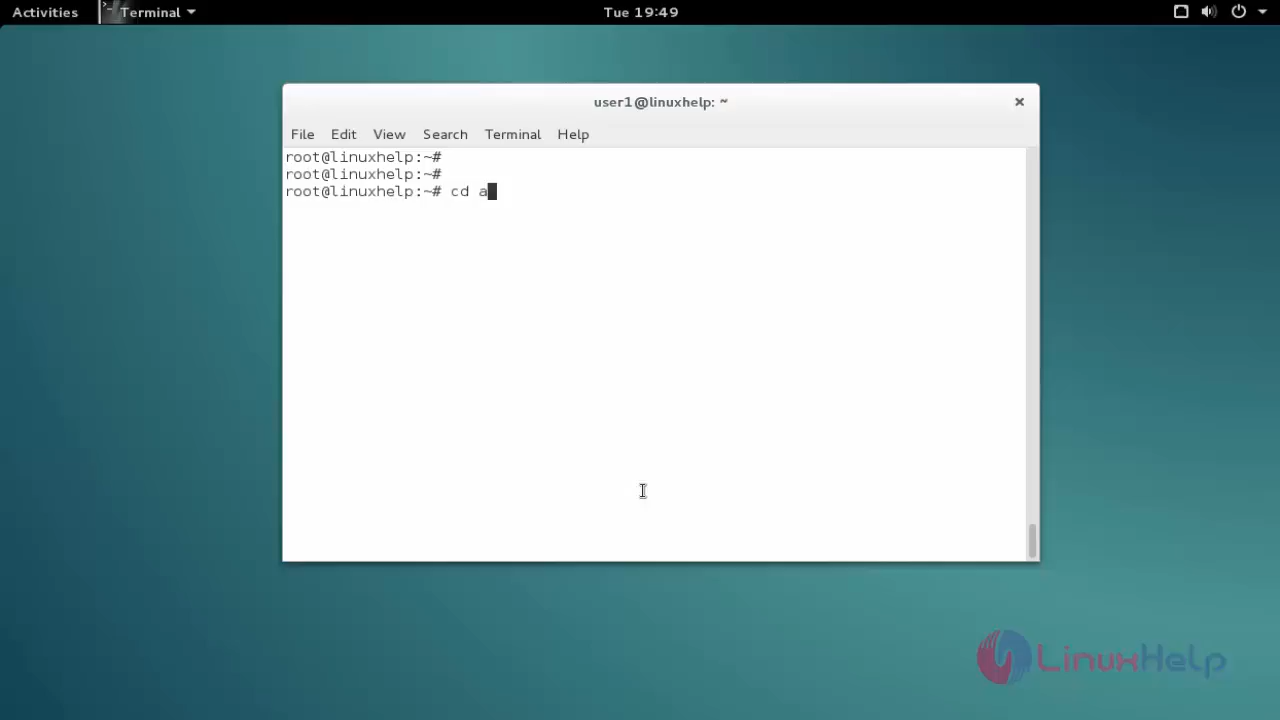 Activities
Terminal
Tue 19:49
user1@linuxhelp: ~
File Edit View Search Terminal Help
root@linuxhelp:~#
root@linuxhelp:~#
root@linuxhelp:~# cd a
LinuxHelp